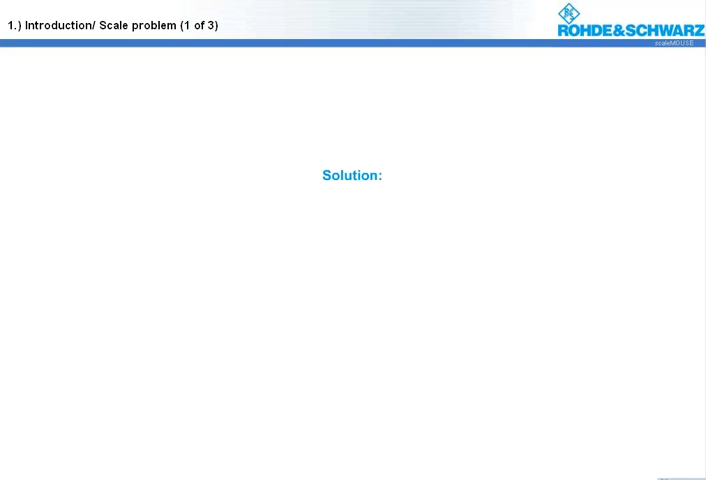 1.) Introduction/ Scale problem (1 of 3)
ROHDE&SCHWARZ
scaleMOUSE
Solution: